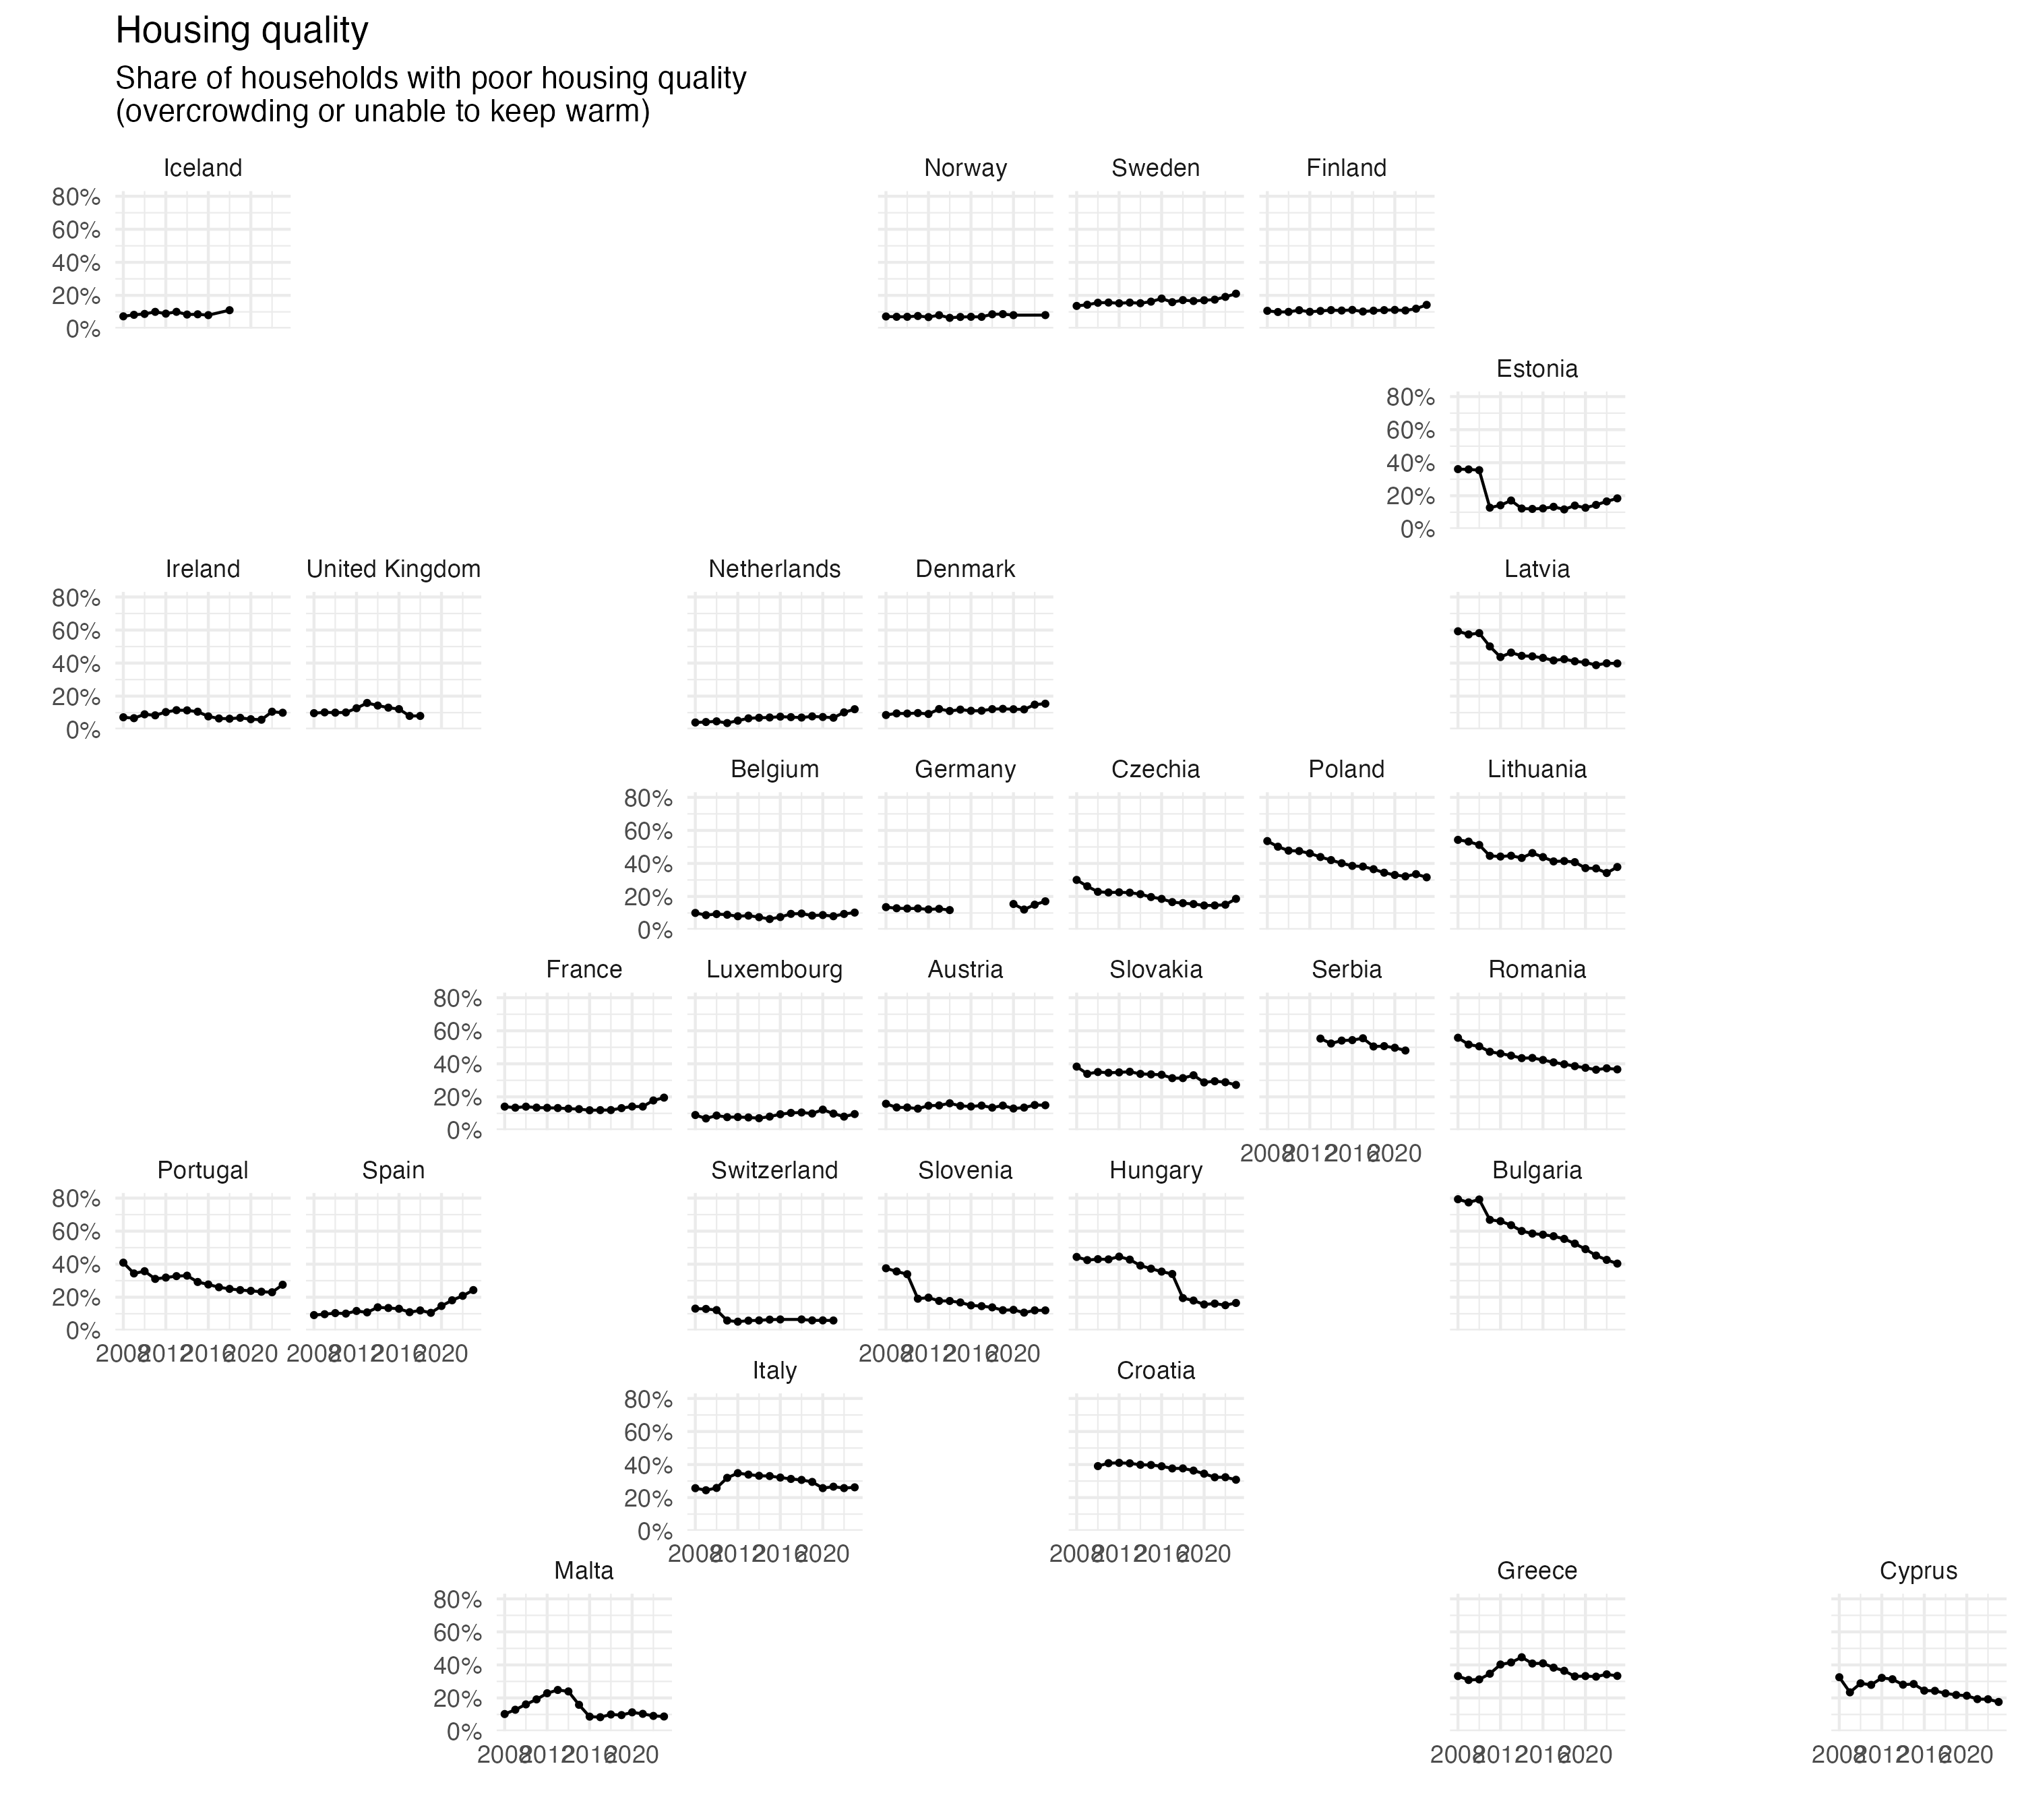 Housing quality
Share of households with poor housing quality
(overcrowding or unable to keep warm)
Iceland Norway Sweden Finland
80%
60%
40%
20%
0%
Estonia
80%
60%
40%
20%
0%
Ireland United Kingdom Netherlands Denmark Latvia
80%
60%
40%
20%
0%
Belgium Germany Czechia Poland Lithuania
80%
60%
40%
20%
0%
France Luxembourg Austria Slovakia Serbia Romania
80%
60%
40%
20%
0%
2008 2012 2016 2020
Portugal Spain Switzerland Slovenia Hungary Bulgaria
80%
60%
40%
20%
0%
2008 2012 2016 2020 2008 2012 2016 2020 2008 2012 2016 2020
Italy Croatia
80%
60%
40%
20%
0%
2008 2012 2016 2020 2008 2012 2016 2020
Malta Greece Cyprus
80%
60%
40%
20%
0%
2008 2012 2016 2020 2008 2012 2016 2020 2008 2012 2016 2020